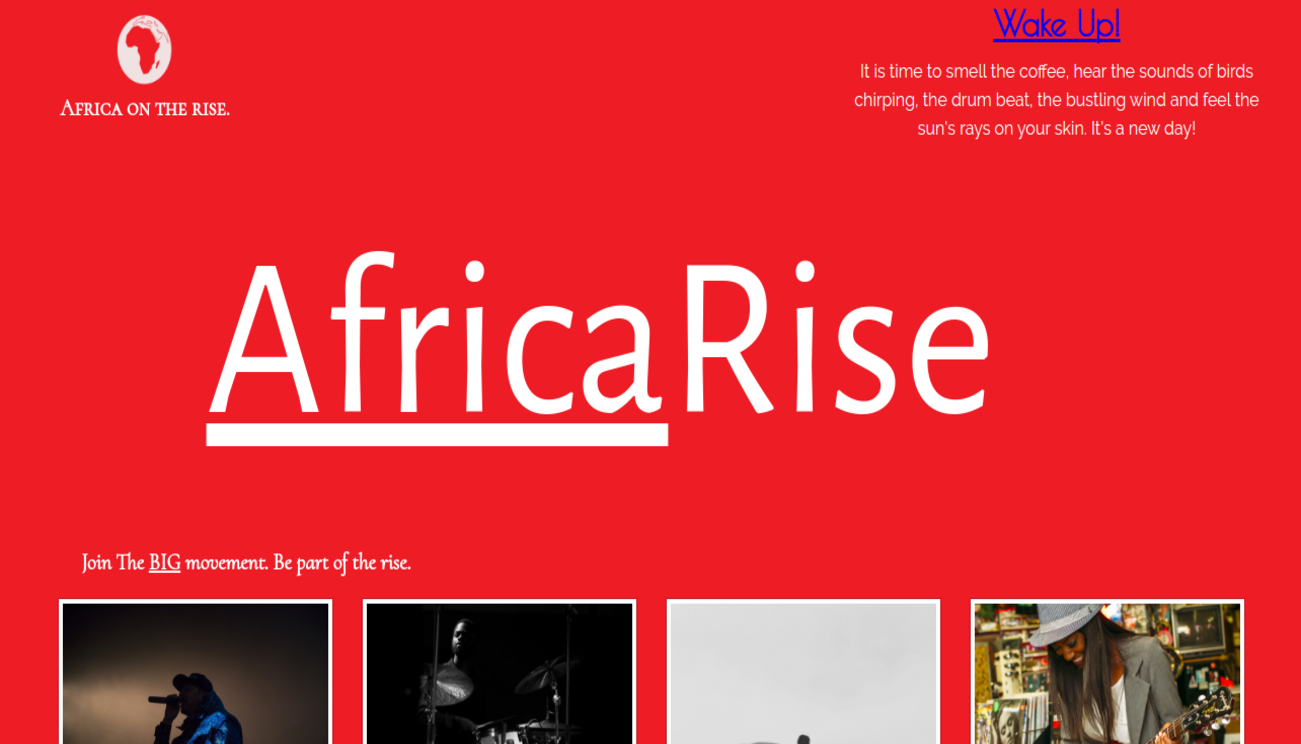 Africa on the rise.
Wake Up!
It is time to smell the coffee, hear the sounds of birds
chirping, the drum beat, the bustling wind and feel the
sun's rays on your skin. It's a new day!
AfricaRise
Join The BIG movement. Be part of the rise.